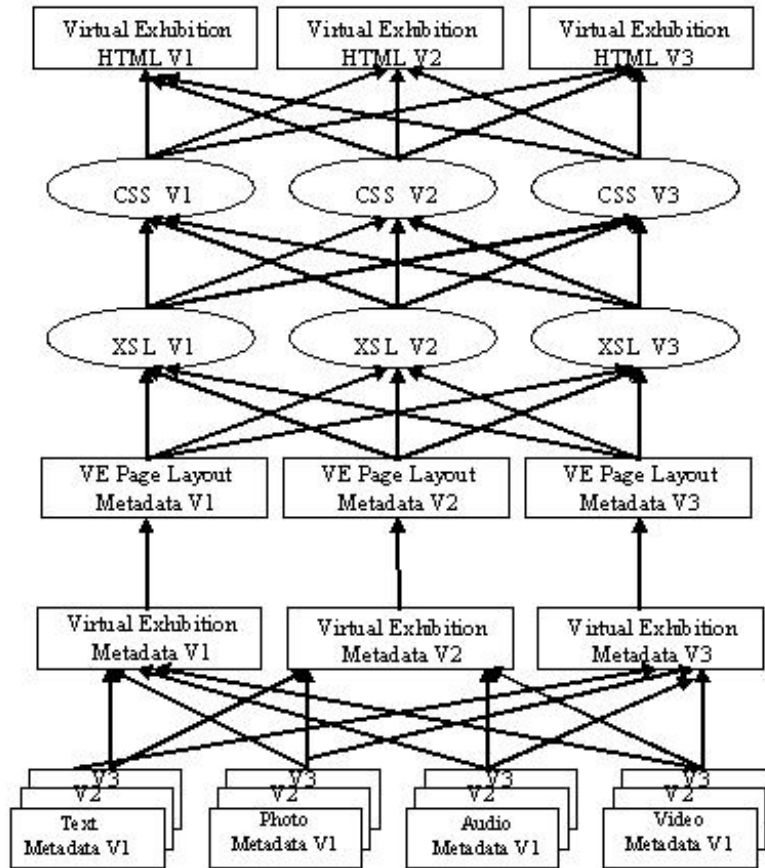 Virtual Exhibition
HTML V1
Virtual Exhibition
HTML V2
Virtual Exhibition
HTML V3
CSS V1
CSS V2
CSS V3
XSL V1
XSL V2
XSL V3
VE Page Layout
Metadata V1
VE Page Layout
Metadata V2
VE Page Layout
Metadata V3
Virtual Exhibition
Metadata V1
Virtual Exhibition
Metadata V2
Virtual Exhibition
Metadata V3
V3
V2
Text
Metadata V1
V3
V2
Photo
Metadata V1
V3
V2
Audio
Metadata V1
V3
V2
Video
Metadata V1